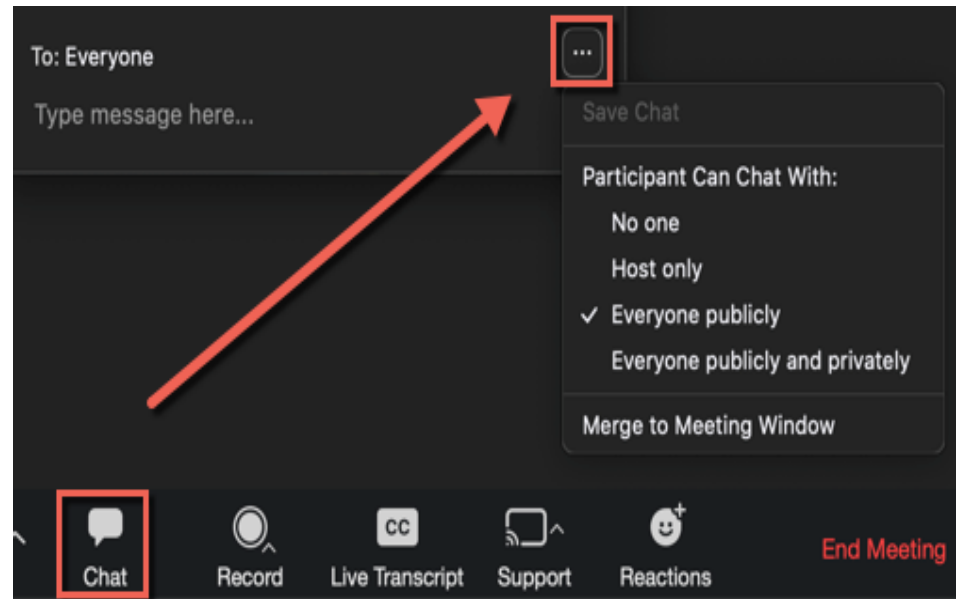 To: Everyone
...
Type message here...
Save Chat
Participant Can Chat With:
No one
Host only
✓ Everyone publicly
Everyone publicly and privately
Merge to Meeting Window
CC
Chat
Record
Live Transcript
Support
Reactions
End Meeting